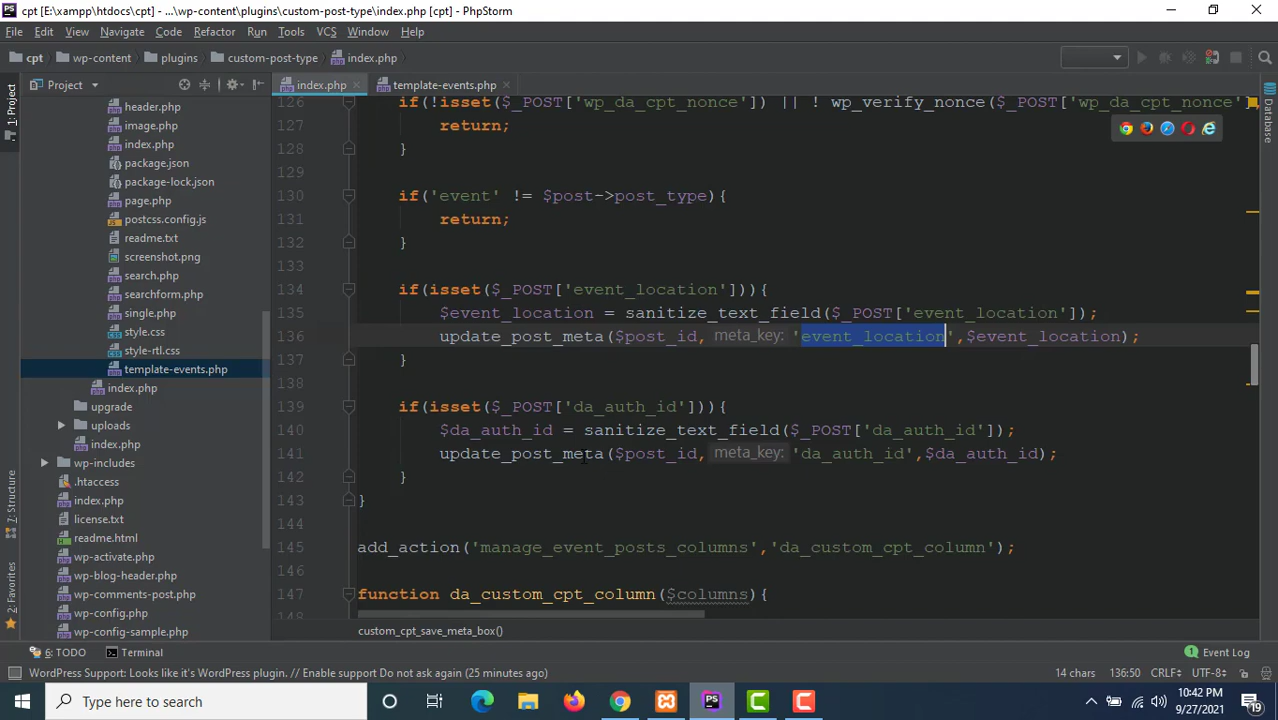 cpt [E:\xampp\htdocs\cpt] - ...\wp-content\plugins\custom-post-type\index.php [cpt] - PhpStorm
File Edit View Navigate Code Refactor Run Tools VCS Window Help
cpt wp-content plugins custom-post-type index.php
Project
index.php template-events.php
1: Project
7: Structure
2: Favorites
Database
header.php
image.php
index.php
package.json
package-lock.json
page.php
postcss.config.js
readme.txt
screenshot.png
search.php
searchform.php
single.php
style.css
style-rtl.css
template-events.php
index.php
upgrade
uploads
index.php
wp-includes
.htaccess
index.php
license.txt
readme.html
wp-activate.php
wp-blog-header.php
wp-comments-post.php
wp-config.php
wp-config-sample.php
126 if(!isset($_POST['wp_da_cpt_nonce']) || ! wp_verify_nonce($_POST['wp_da_cpt_nonce']
127 return;
128 }
129
130 if('event' != $post->post_type){
131 return;
132 }
133
134 if(isset($_POST['event_location'])){
135 $event_location = sanitize_text_field($_POST['event_location']);
136 update_post_meta($post_id, meta_key: 'event_location',$event_location);
137 }
138
139 if(isset($_POST['da_auth_id'])){
140 $da_auth_id = sanitize_text_field($_POST['da_auth_id']);
141 update_post_meta($post_id, meta_key: 'da_auth_id',$da_auth_id);
142 }
143 }
144
145 add_action('manage_event_posts_columns','da_custom_cpt_column');
146
147 function da_custom_cpt_column($columns){
148
custom_cpt_save_meta_box()
6: TODO Terminal 1 Event Log
WordPress Support: Looks like it's WordPress plugin. // Enable support Do not ask again (25 minutes ago) 14 chars 136:50 CRLF÷ UTF-8÷
Type here to search
10:42 PM
9/27/2021
19